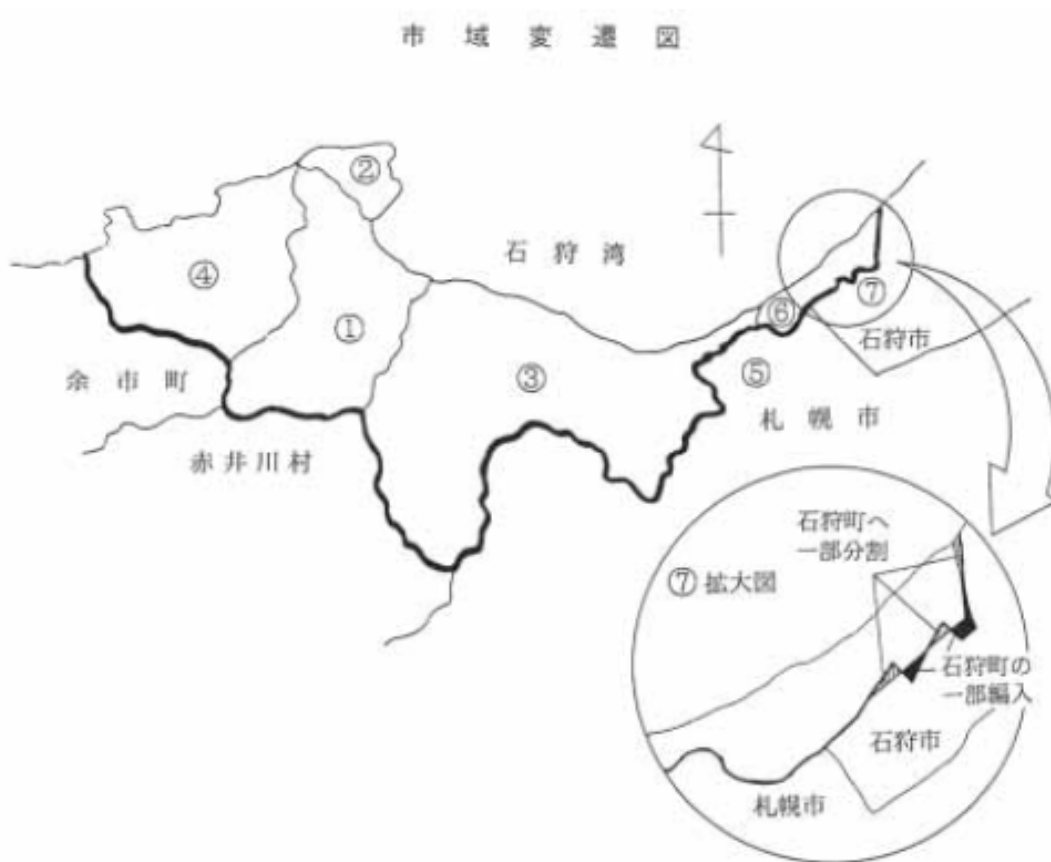 市域変遷図
②
④
石狩湾
①
⑦
⑥
石狩市
余市町
③
⑤
札幌市
赤井川村
石狩町へ
一部分割
⑦拡大図
石狩町の
一部編入
石狩市
札幌市